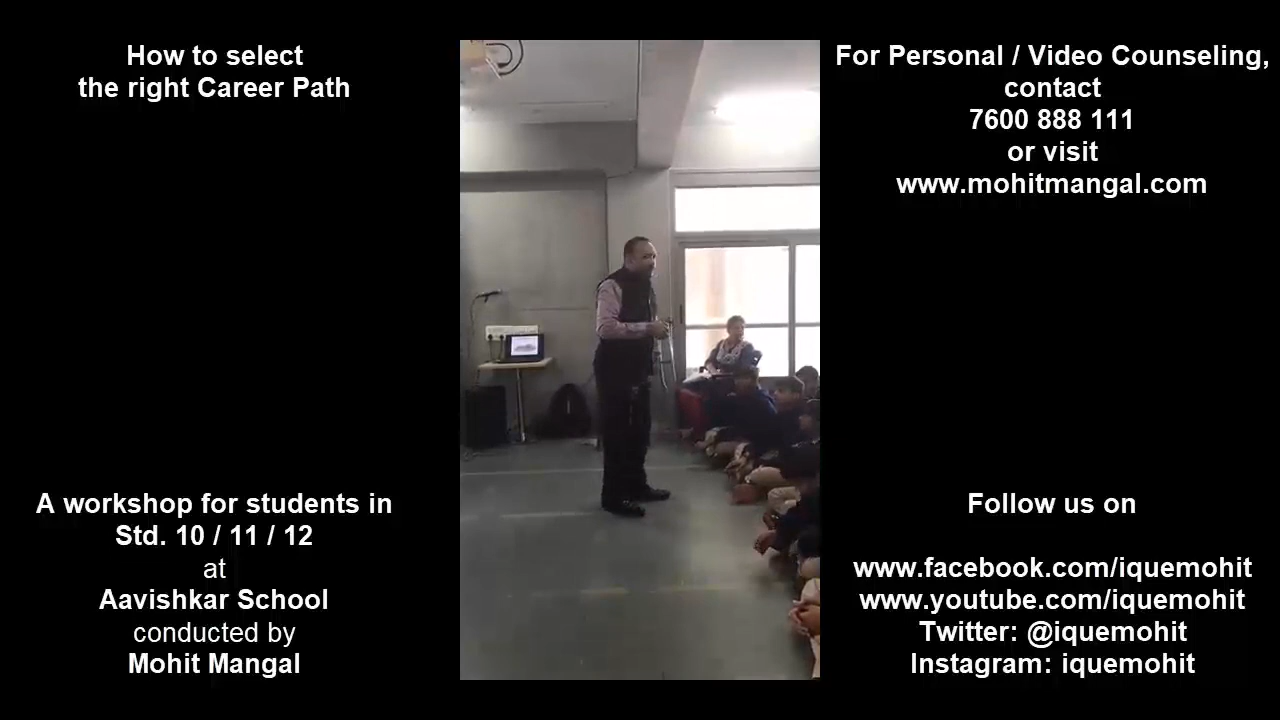 How to select
the right Career Path
A workshop for students in
Std. 10 / 11 / 12
at
Aavishkar School
conducted by
Mohit Mangal
For Personal / Video Counseling,
contact
7600 888 111
or visit
www.mohitmangal.com
Follow us on
www.facebook.com/iquemohit
www.youtube.com/iquemohit
Twitter: @iquemohit
Instagram: iquemohit